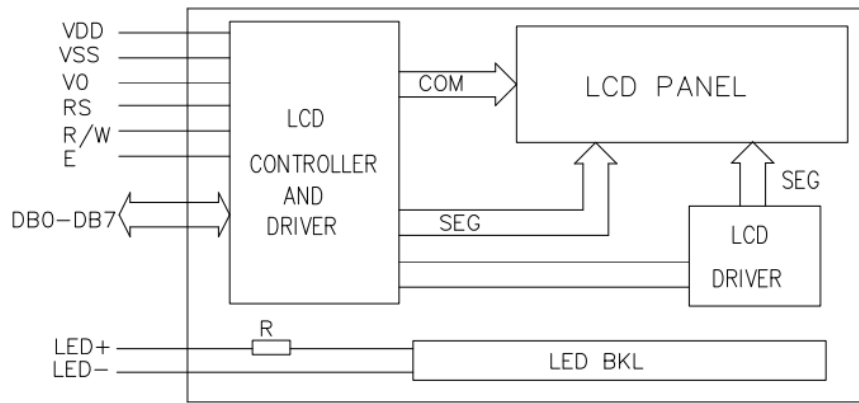 VDD
VSS
V0
RS
R/W
E
DB0-DB7
LCD
CONTROLLER
AND
DRIVER
COM
SEG
LCD PANEL
SEG
LCD
DRIVER
LED+
LED-
R
LED BKL